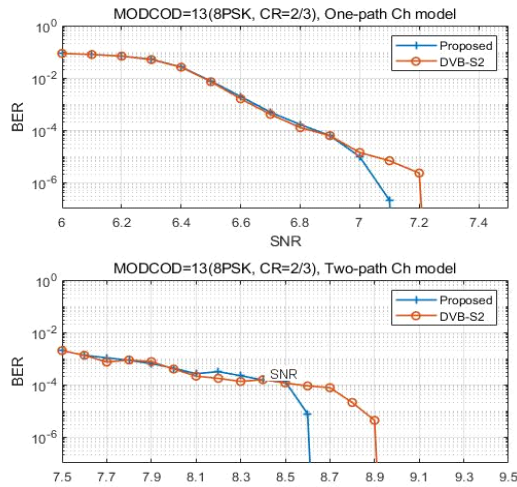 MODCOD=13(8PSK, CR=2/3), One-path Ch model
10^0
10^-2
10^-4
10^-6
BER
Proposed
DVB-S2
6 6.2 6.4 6.6 6.8 7 7.2 7.4
SNR
MODCOD=13(8PSK, CR=2/3), Two-path Ch model
10^0
10^-2
10^-4
10^-6
BER
Proposed
DVB-S2
SNR
7.5 7.7 7.9 8.1 8.3 8.5 8.7 8.9 9.1 9.3 9.5